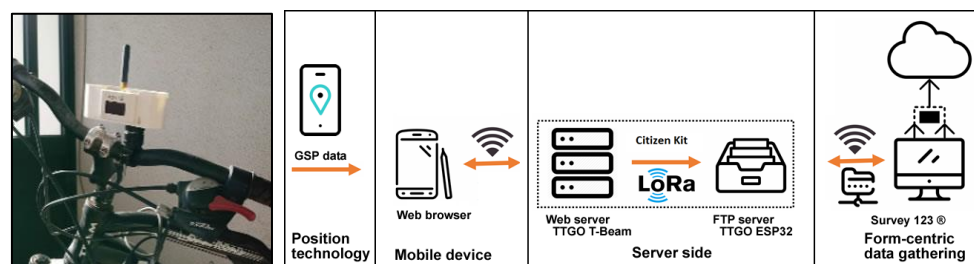 GSP data
Position
technology
Web browser
Mobile device
Citizen Kit
LoRa
Web server
TTGO T-Beam
FTP server
TTGO ESP32
Server side
Survey 123 ®
Form-centric
data gathering